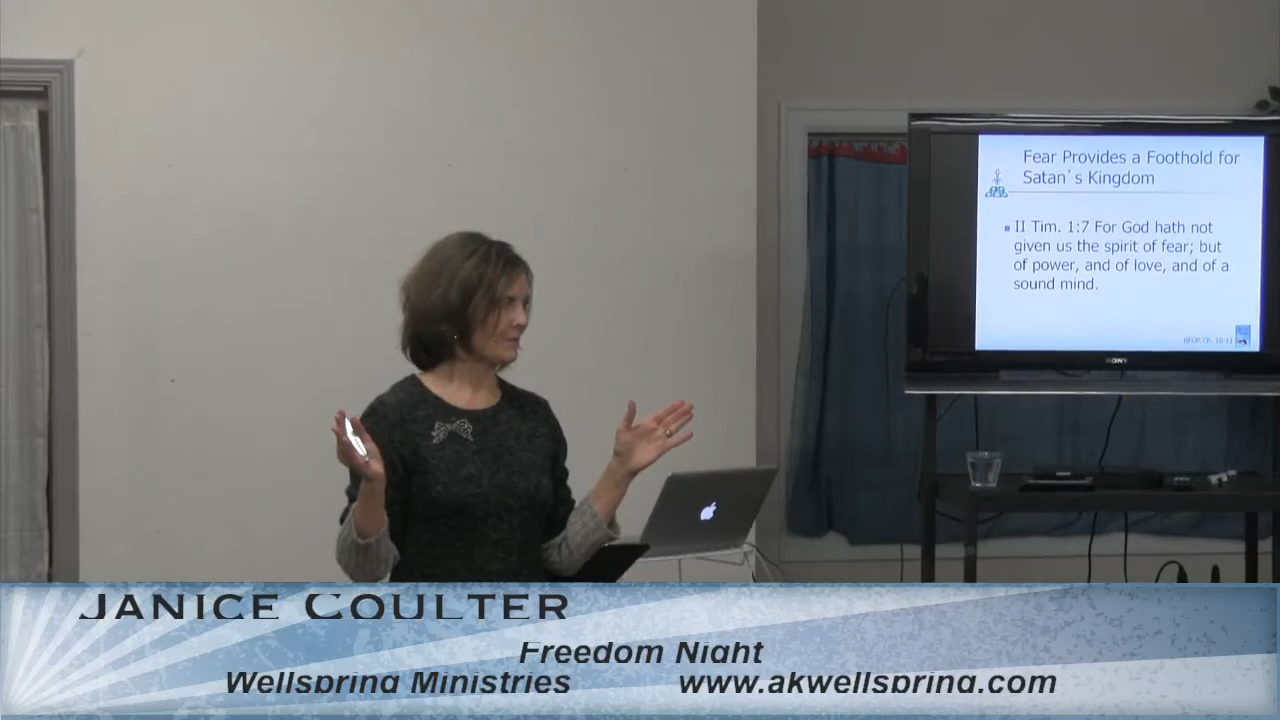 Fear Provides a Foothold for
Satan's Kingdom
II Tim. 1:7 For God hath not
given us the spirit of fear; but
of power, and of love, and of a
sound mind.
SONY
JANICE COULTER
Freedom Night
Wellspring Ministries www.akwellspring.com